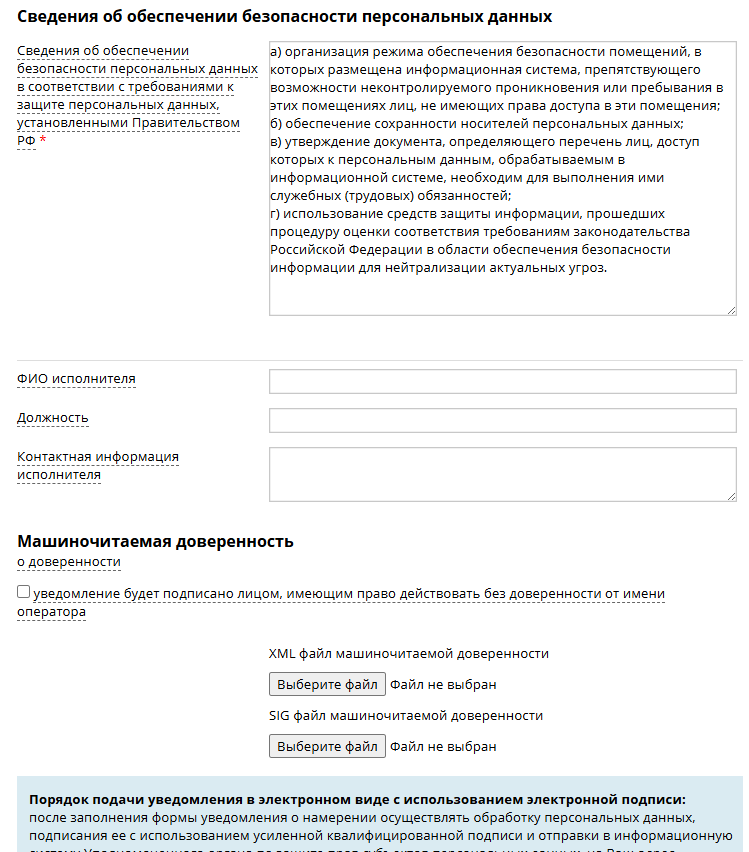 Сведения об обеспечении безопасности персональных данных
Сведения об обеспечении
безопасности персональных данных
в соответствии с требованиями к
защите персональных данных,
установленными Правительством
РФ *
а) организация режима обеспечения безопасности помещений, в
которых размещена информационная система, препятствующего
возможности неконтролируемого проникновения или пребывания в
этих помещениях лиц, не имеющих права доступа в эти помещения;
б) обеспечение сохранности носителей персональных данных;
в) утверждение документа, определяющего перечень лиц, доступ
которых к персональным данным, обрабатываемым в
информационной системе, необходим для выполнения ими
служебных (трудовых) обязанностей;
г) использование средств защиты информации, прошедших
процедуру оценки соответствия требованиям законодательства
Российской Федерации в области обеспечения безопасности
информации для нейтрализации актуальных угроз.
ФИО исполнителя
Должность
Контактная информация
исполнителя
Машиночитаемая доверенность
о доверенности
уведомление будет подписано лицом, имеющим право действовать без доверенности от имени
оператора
XML файл машиночитаемой доверенности
Выберите файл Файл не выбран
SIG файл машиночитаемой доверенности
Выберите файл Файл не выбран
Порядок подачи уведомления в электронном виде с использованием электронной подписи:
после заполнения формы уведомления о намерении осуществлять обработку персональных данных,
подписания ее с использованием усиленной квалифицированной подписи и отправки в информационную